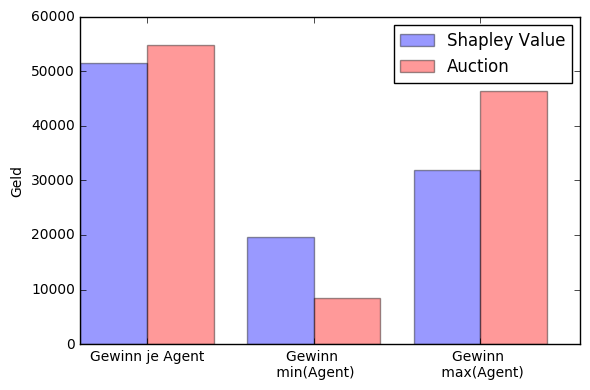 60000
50000
40000
30000
20000
10000
0
Geld
Shapley Value
Auction
Gewinn je Agent
Gewinn
min(Agent)
Gewinn
max(Agent)